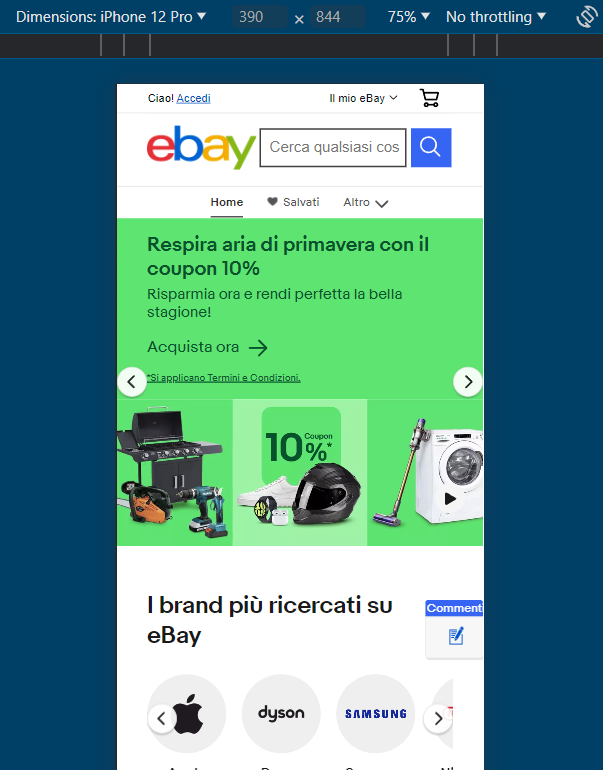 Dimensions: iPhone 12 Pro 390 × 844 75% No throttling
Ciao! Accedi Il mio eBay
ebay Cerca qualsiasi cos
Home Salvati Altro
Respira aria di primavera con il
coupon 10%
Risparmia ora e rendi perfetta la bella
stagione!
Acquista ora
*Si applicano Termini e Condizioni.
Coupon
10%*
I brand più ricercati su
eBay
Comment
dyson SAMSUNG